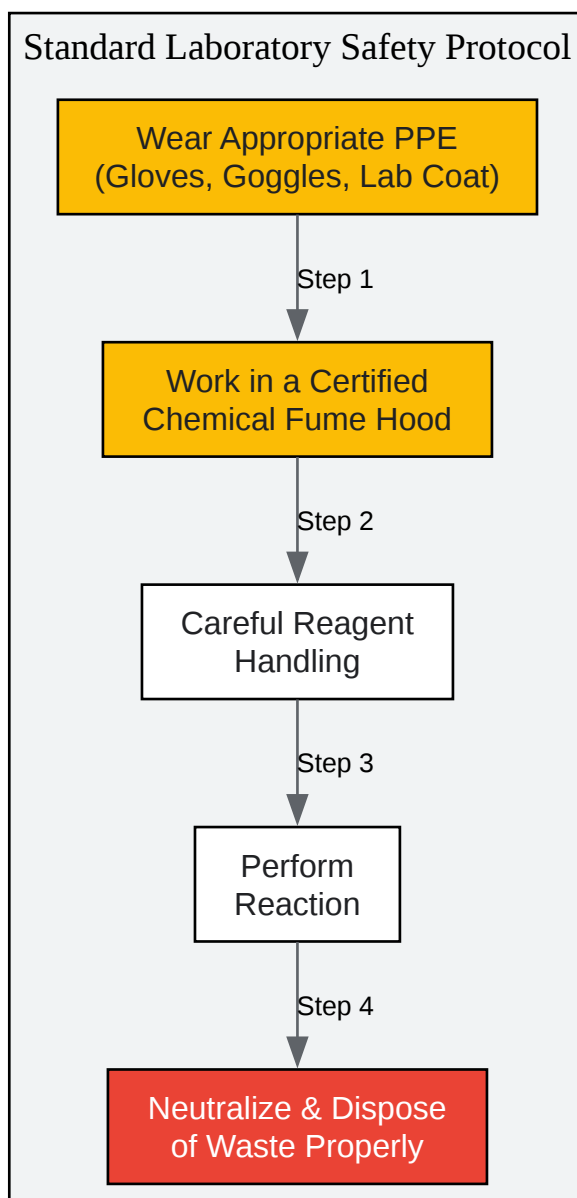 Standard Laboratory Safety Protocol
Wear Appropriate PPE
(Gloves, Goggles, Lab Coat)
Step 1
Work in a Certified
Chemical Fume Hood
Step 2
Careful Reagent
Handling
Step 3
Perform
Reaction
Step 4
Neutralize & Dispose
of Waste Properly